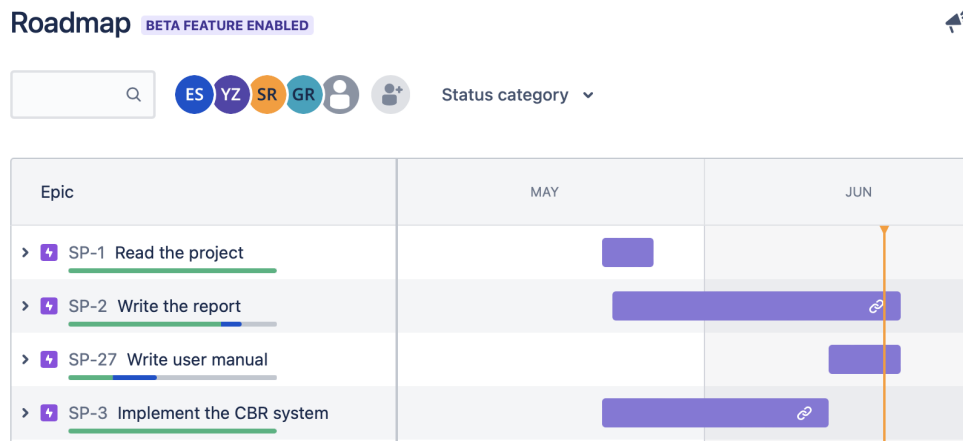 Roadmap BETA FEATURE ENABLED
ES YZ SR GR Status category
Epic MAY JUN
SP-1 Read the project
SP-2 Write the report
SP-27 Write user manual
SP-3 Implement the CBR system